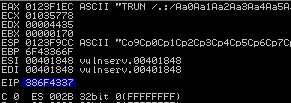 EAX 0123F1EC ASCII "TRUN /.:/Aa0Aa1Aa2Aa3Aa4Aa5A
ECX 01035778
EDX 00004435
EBX 00000170
ESP 0123F9CC ASCII "Co9Cp0Cp1Cp2Cp3Cp4Cp5Cp6Cp7C
EBP 6F43366F
ESI 00401848 vulnserv.00401848
EDI 00401848 vulnserv.00401848
EIP 386F4337
C 0 ES 002B 32bit 0(FFFFFFFF)